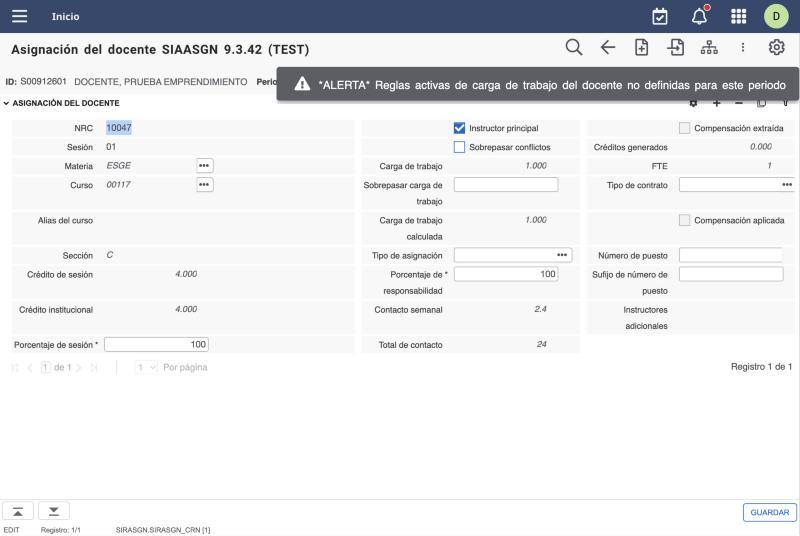 Inicio
D
Asignación del docente SIAASGN 9.3.42 (TEST)
ID: S00912601 DOCENTE, PRUEBA EMPRENDIMIENTO
*ALERTA* Reglas activas de carga de trabajo del docente no definidas para este periodo
ASIGNACIÓN DEL DOCENTE
NRC 10047 Instructor principal Compensación extraída
Sesión 01 Sobrepasar conflictos Créditos generados 0.000
Materia ESGE ••• Carga de trabajo 1.000 FTE 1
Curso 00117 ••• Sobrepasar carga de trabajo Tipo de contrato •••
Alias del curso Carga de trabajo calculada 1.000 Compensación aplicada
Sección C Tipo de asignación ••• Número de puesto
Crédito de sesión 4.000 Porcentaje de * responsabilidad 100 Sufijo de número de puesto
Crédito institucional 4.000 Contacto semanal 2.4 Instructores adicionales
Porcentaje de sesión * 100 Total de contacto 24
1 de 1 1 Por página Registro 1 de 1
GUARDAR
EDIT Registro: 1/1 SIRASGN.SIRASGN_CRN [1]